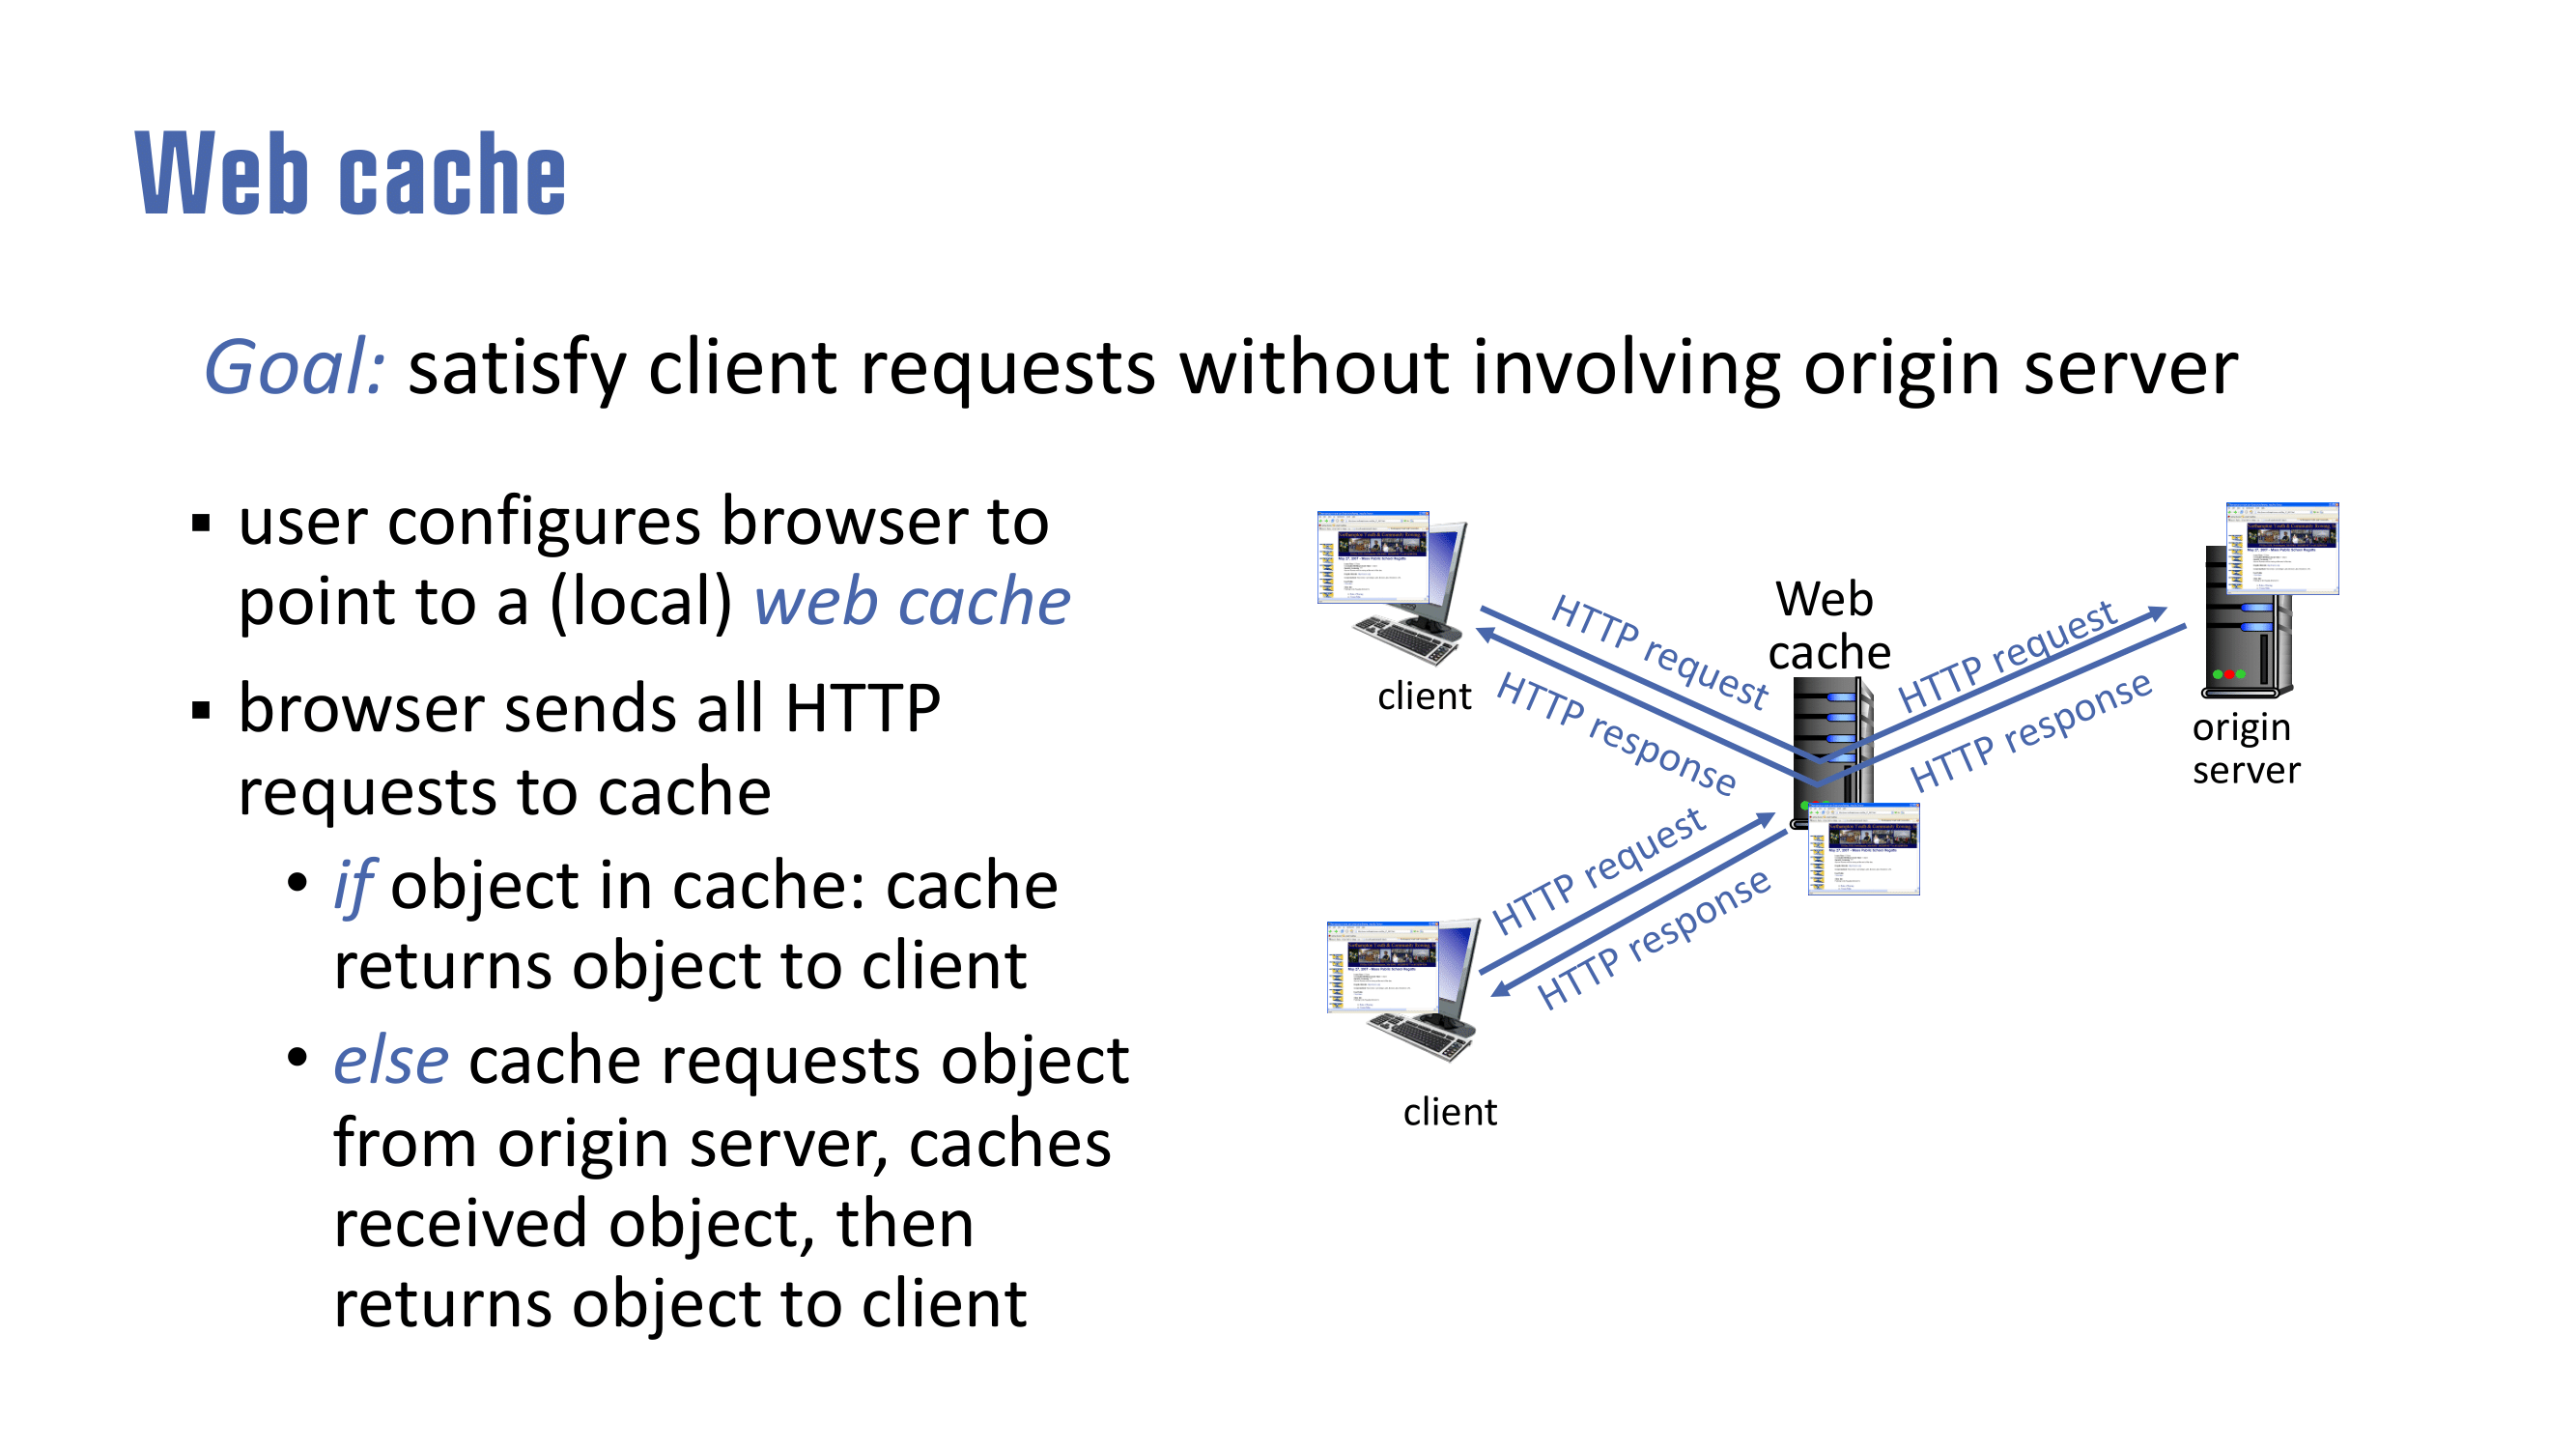 Web cache
Goal: satisfy client requests without involving origin server
▪ user configures browser to
point to a (local) web cache
▪ browser sends all HTTP
requests to cache
• if object in cache: cache
returns object to client
• else cache requests object
from origin server, caches
received object, then
returns object to client
client
HTTP request
HTTP response
Web
cache
HTTP request
HTTP response
origin
server
HTTP request
HTTP response
client